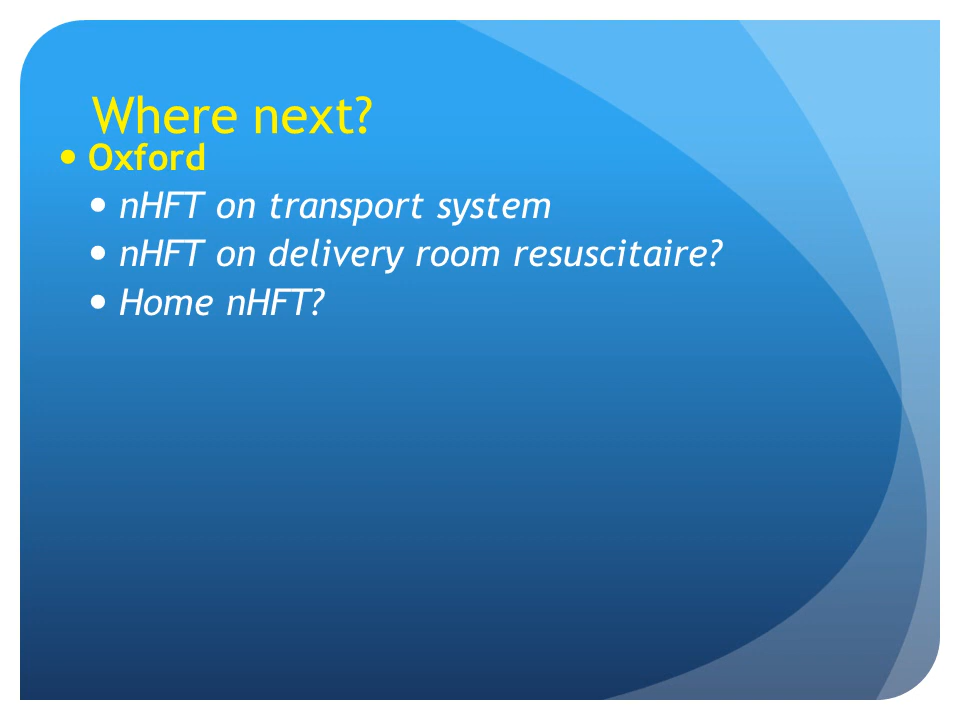 Where next?
Oxford
nHFT on transport system
nHFT on delivery room resuscitaire?
Home nHFT?